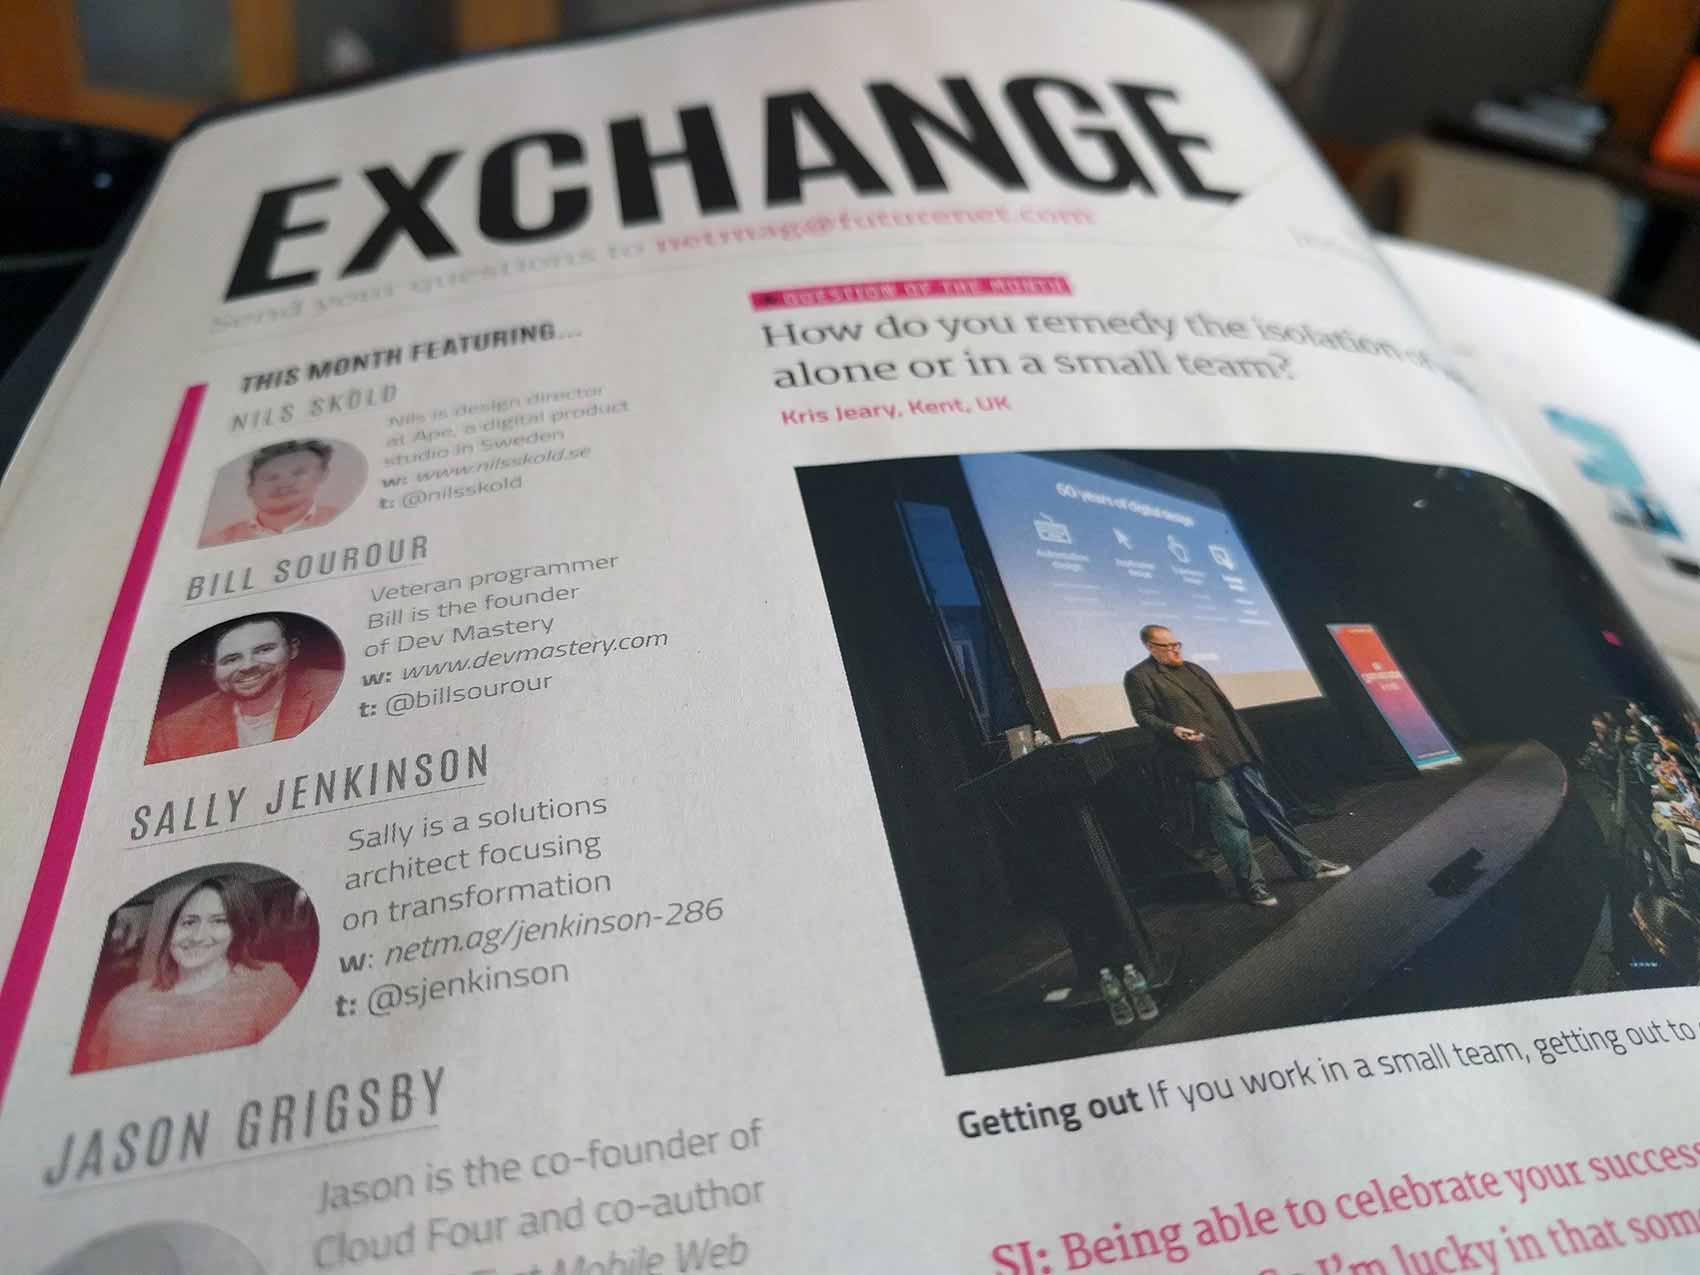 EXCHANGE
Send your questions to netmag@futurenet.com
THIS MONTH FEATURING...
NILS SKÖLD
Nils is design director
at Ape, a digital product
studio in Sweden
w: www.nilsskold.se
t: @nilsskold
BILL SOUROUR
Veteran programmer
Bill is the founder
of Dev Mastery
w: www.devmastery.com
t: @billsourour
SALLY JENKINSON
Sally is a solutions
architect focusing
on transformation
w: netm.ag/jenkinson-286
t: @sjenkinson
JASON GRIGSBY
Jason is the co-founder of
Cloud Four and co-author
Mobile Web
QUESTION OF THE MONTH
How do you remedy the isolation of
alone or in a small team?
Kris Jeary, Kent, UK
60 years of digital design
Automation
design
Getting out If you work in a small team, getting out to
SJ: Being able to celebrate your success
So I'm lucky in that som